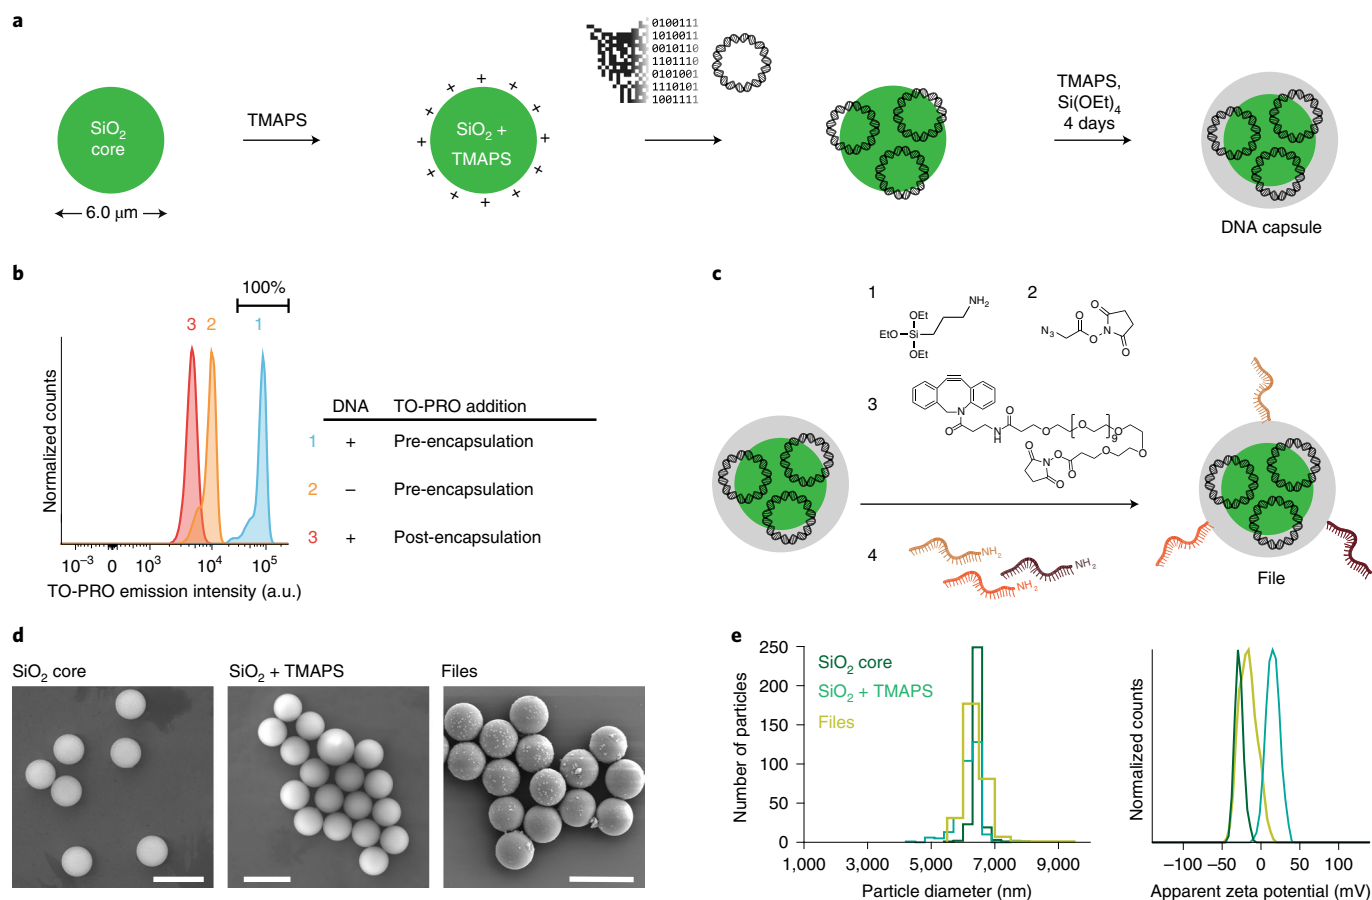 a
SiO2
core
6.0 μm
TMAPS
SiO2 +
TMAPS
+ + + + + + + + + + + +
0100111
1010011
0010110
1101110
0101001
1110101
1001111
TMAPS,
Si(OEt)4
4 days
DNA capsule
b
100%
3 2 1
Normalized counts
–10–3 0 103 104 105
TO-PRO emission intensity (a.u.)
DNA TO-PRO addition
1 + Pre-encapsulation
2 – Pre-encapsulation
3 + Post-encapsulation
c
1
NH2
OEt
EtO Si
OEt
2
O
N3 O O N
O
3
N
O N H O O O 9 O
O O
N O O O O
O
4
NH2
NH2
NH2
File
d
SiO2 core
SiO2 + TMAPS
Files
e
Number of particles
250
200
150
100
50
0
SiO2 core
SiO2 + TMAPS
Files
1,000 3,000 5,000 7,000 9,000
Particle diameter (nm)
Normalized counts
–100 –50 0 50 100
Apparent zeta potential (mV)